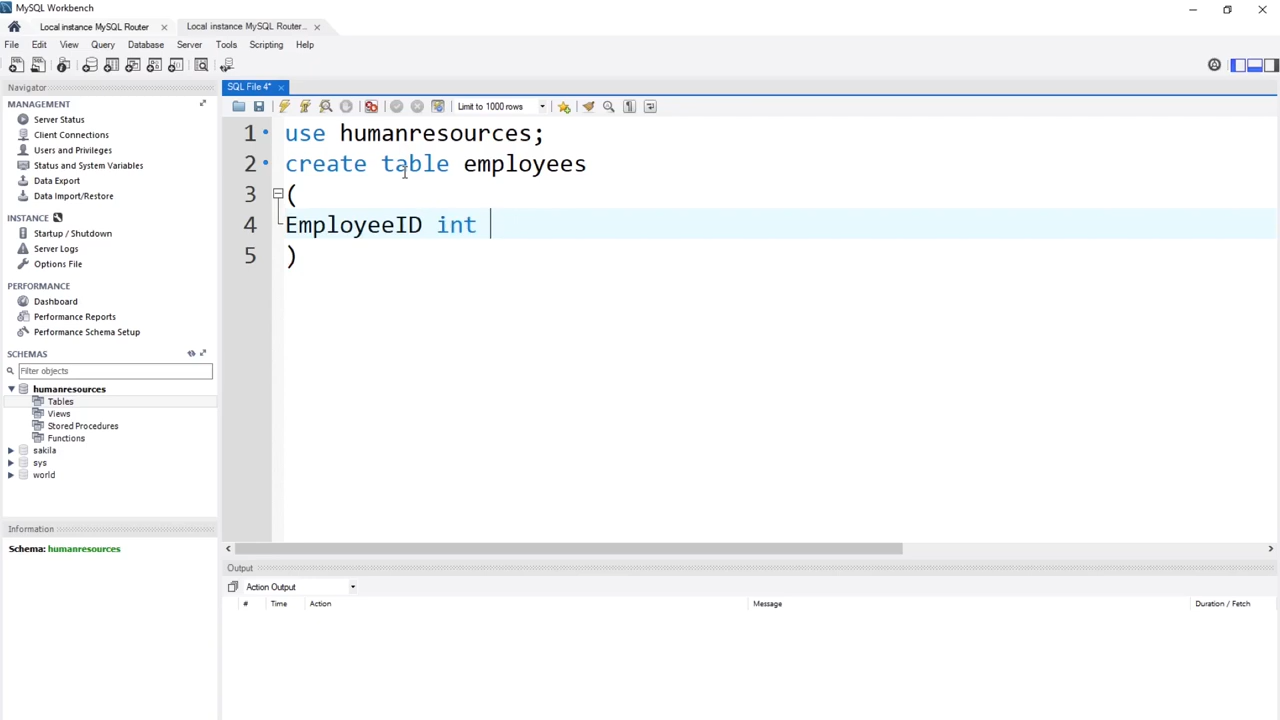 MySQL Workbench
Local instance MySQL Router
Local instance MySQL Router...
File Edit View Query Database Server Tools Scripting Help
Navigator
MANAGEMENT
Server Status
Client Connections
Users and Privileges
Status and System Variables
Data Export
Data Import/Restore
INSTANCE
Startup / Shutdown
Server Logs
Options File
PERFORMANCE
Dashboard
Performance Reports
Performance Schema Setup
SCHEMAS
Filter objects
humanresources
Tables
Views
Stored Procedures
Functions
sakila
sys
world
Information
Schema: humanresources
SQL File 4*
Limit to 1000 rows
1 use humanresources;
2 create table employees
3 (
4 EmployeeID int
5 )
Output
Action Output
# Time Action Message Duration / Fetch